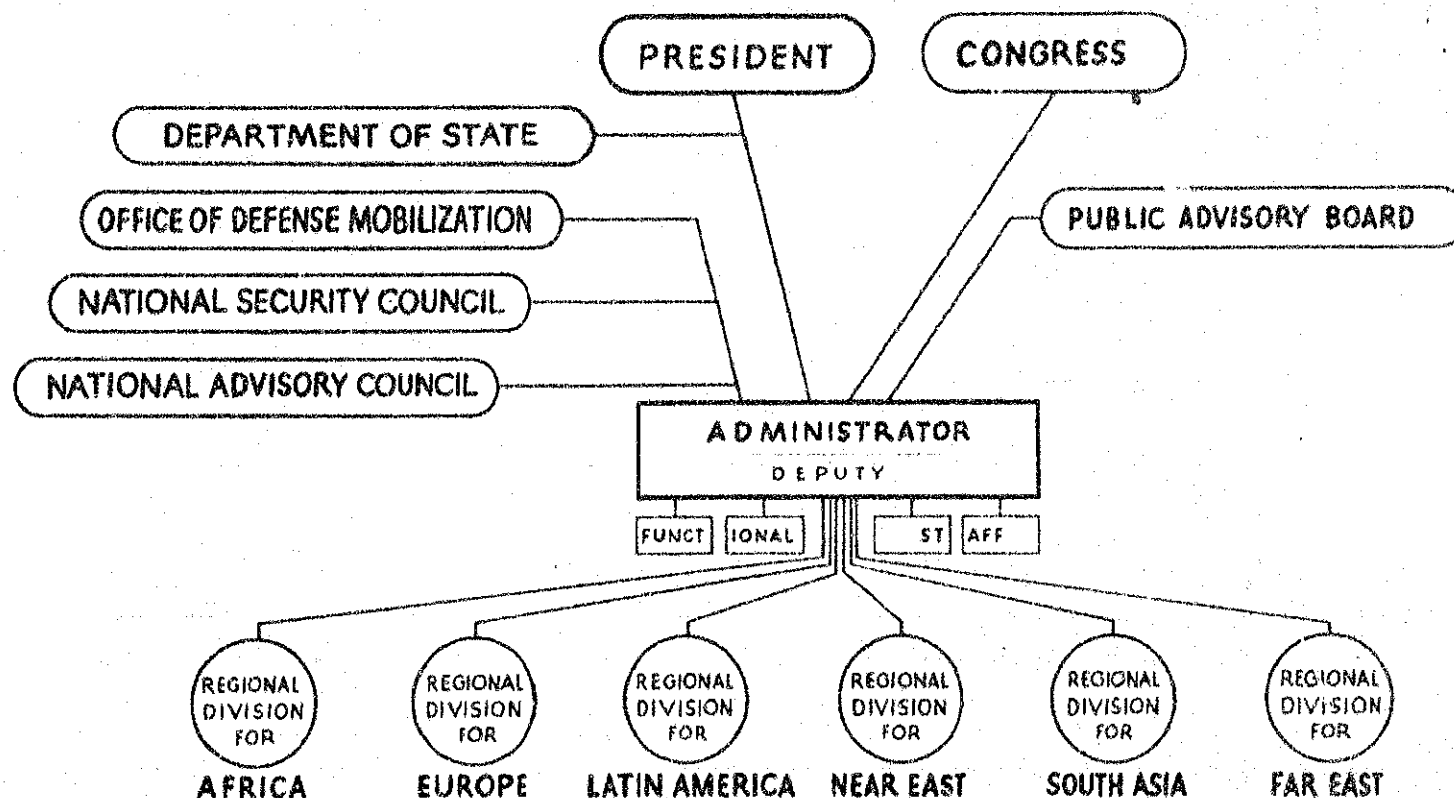 PRESIDENT
CONGRESS
DEPARTMENT OF STATE
OFFICE OF DEFENSE MOBILIZATION
PUBLIC ADVISORY BOARD
NATIONAL SECURITY COUNCIL
NATIONAL ADVISORY COUNCIL
ADMINISTRATOR
DEPUTY
FUNCT IONAL ST AFF
REGIONAL
DIVISION
FOR
AFRICA
REGIONAL
DIVISION
FOR
EUROPE
REGIONAL
DIVISION
FOR
LATIN AMERICA
REGIONAL
DIVISION
FOR
NEAR EAST
REGIONAL
DIVISION
FOR
SOUTH ASIA
REGIONAL
DIVISION
FOR
FAR EAST